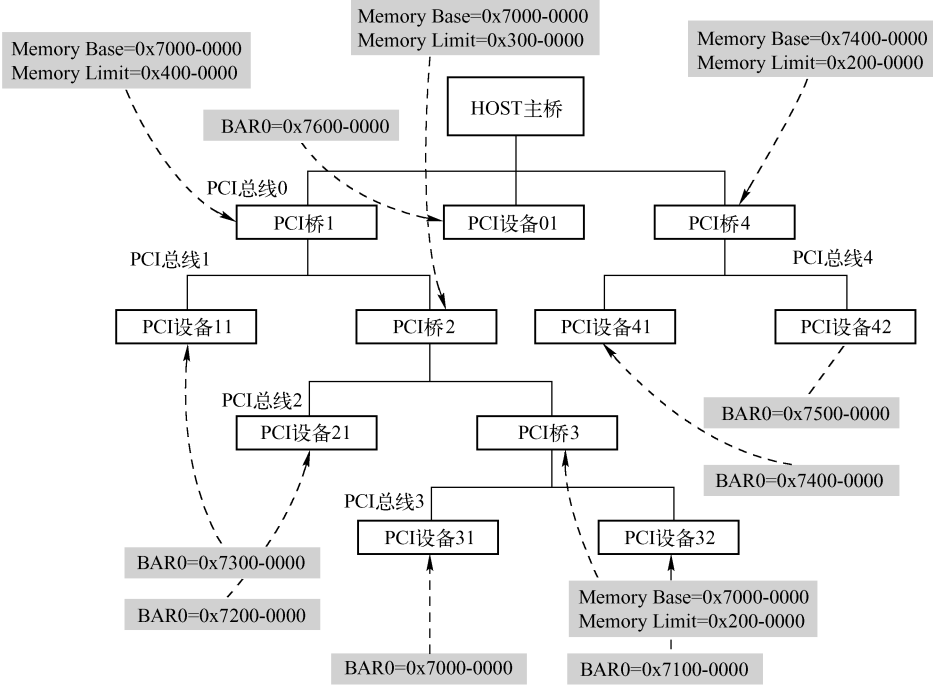 Memory Base=0x7000-0000
Memory Limit=0x300-0000
Memory Base=0x7000-0000
Memory Limit=0x400-0000
Memory Base=0x7400-0000
Memory Limit=0x200-0000
HOST主桥
BAR0=0x7600-0000
PCI总线0
PCI桥1
PCI设备01
PCI桥4
PCI总线1
PCI总线4
PCI设备11
PCI桥2
PCI设备41
PCI设备42
PCI总线2
BAR0=0x7500-0000
PCI设备21
PCI桥3
BAR0=0x7400-0000
PCI总线3
PCI设备31
PCI设备32
BAR0=0x7300-0000
Memory Base=0x7000-0000
Memory Limit=0x200-0000
BAR0=0x7200-0000
BAR0=0x7000-0000
BAR0=0x7100-0000